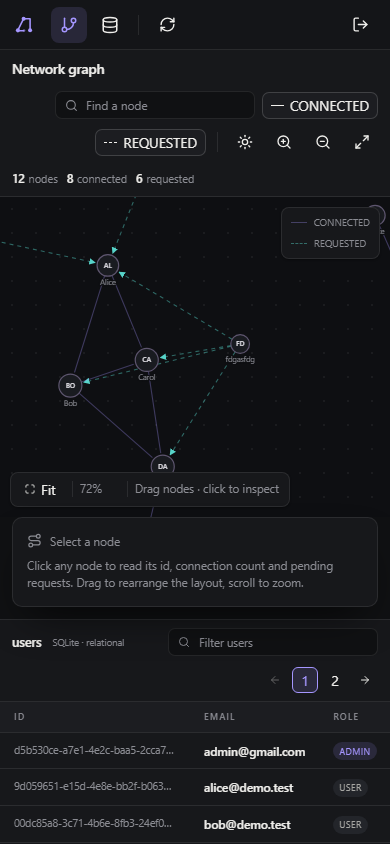 Network graph
Find a node
CONNECTED
REQUESTED
12 nodes 8 connected 6 requested
CONNECTED
REQUESTED
AL
Alice
FD
fdgasfdg
CA
Carol
BO
Bob
DA
Fit 72% Drag nodes · click to inspect
Select a node
Click any node to read its id, connection count and pending
requests. Drag to rearrange the layout, scroll to zoom.
users SQLite · relational Filter users
1 2
ID EMAIL ROLE
d5b530ce-a7e1-4e2c-baa5-2cca7... admin@gmail.com ADMIN
9d059651-e15d-4e8e-bb2f-b063... alice@demo.test USER
00dc85a8-3c71-4b6e-8fb3-24ef0... bob@demo.test USER